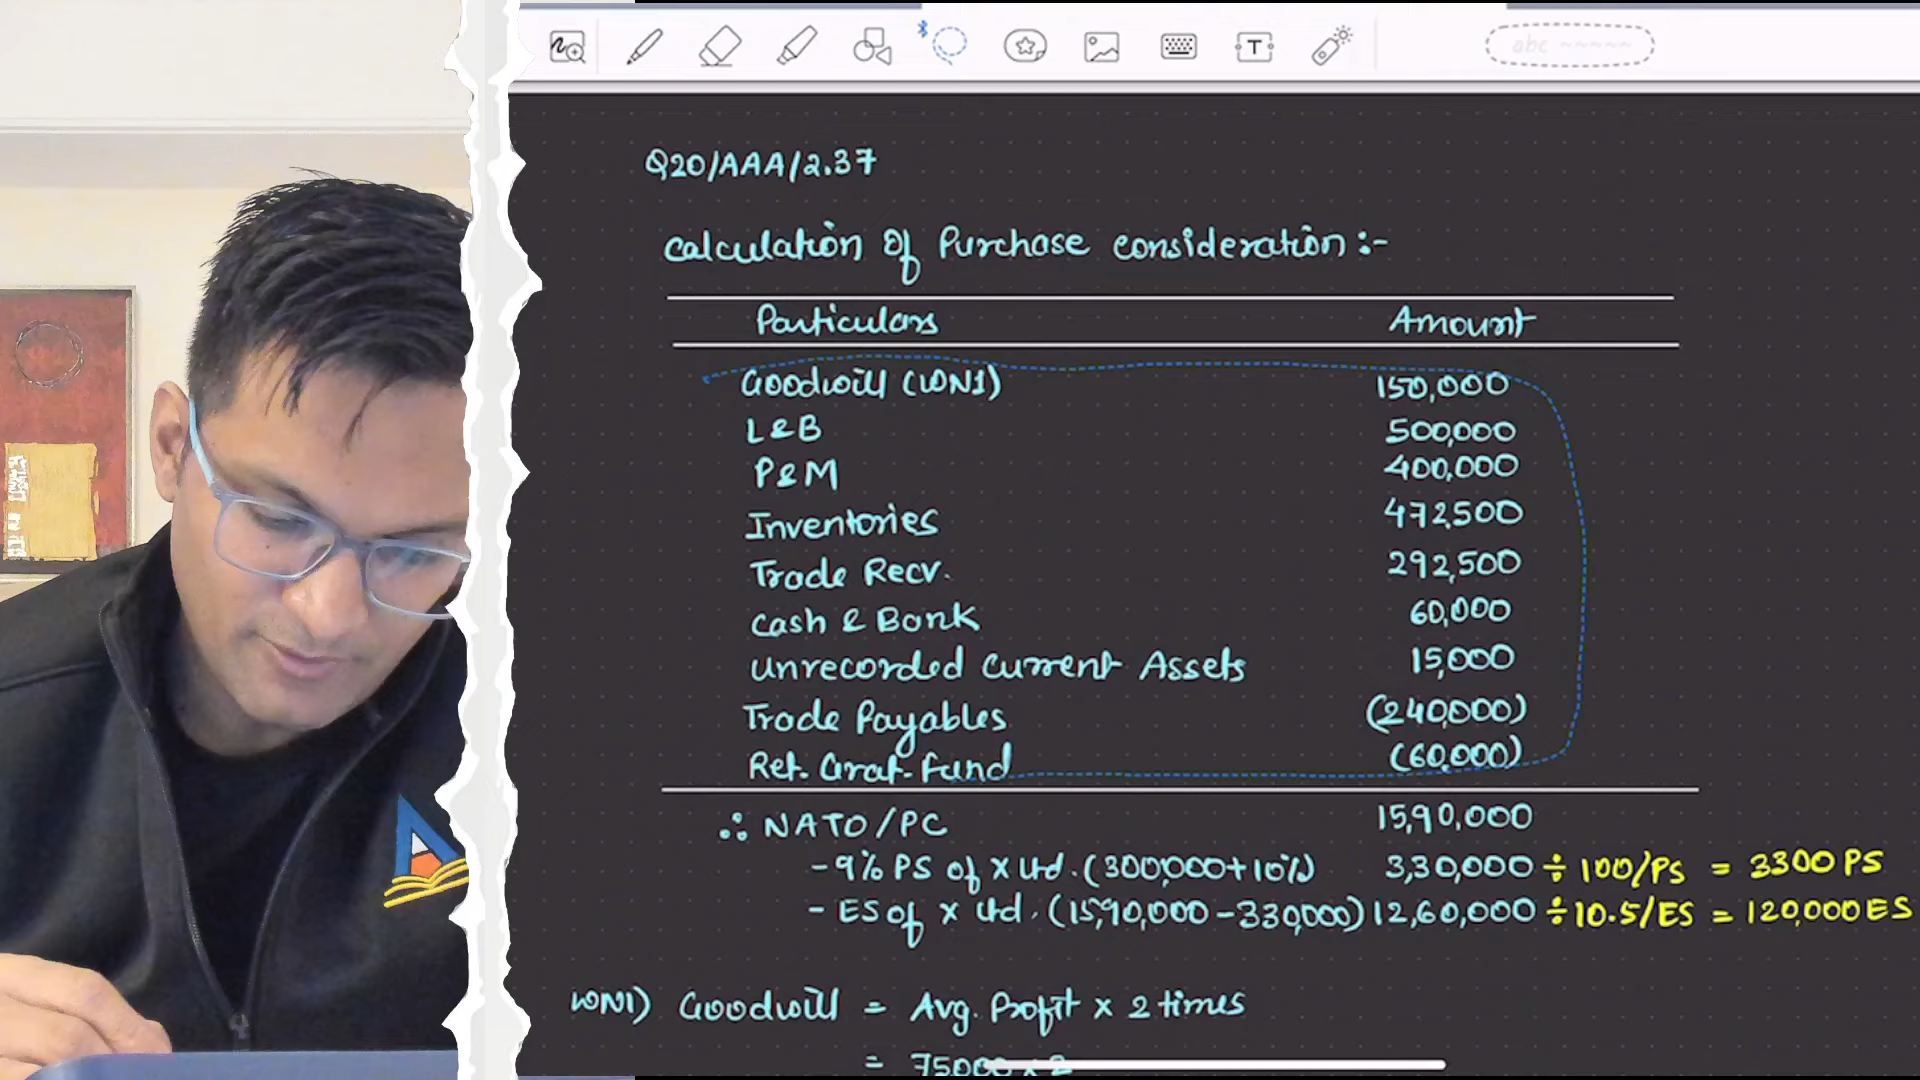 abc
Q20/AAA/2.37
Calculation of Purchase consideration :-
Particulars Amount
Goodwill (WN1) 150,000
L&B 500,000
P&M 400,000
Inventories 472,500
Trade Recv. 292,500
Cash & Bank 60,000
Unrecorded Current Assets 15,000
Trade Payables (240,000)
Ret. Grat. Fund (60,000)
∴ NATO/PC 15,90,000
- 9% PS of X Ltd. (300,000+10%) 3,30,000 ÷ 100/PS = 3300 PS
- ES of X Ltd. (15,90,000 - 330,000) 12,60,000 ÷ 10.5/ES = 120,000 ES
WN1) Goodwill = Avg. Profit x 2 times
= 75000 x 2